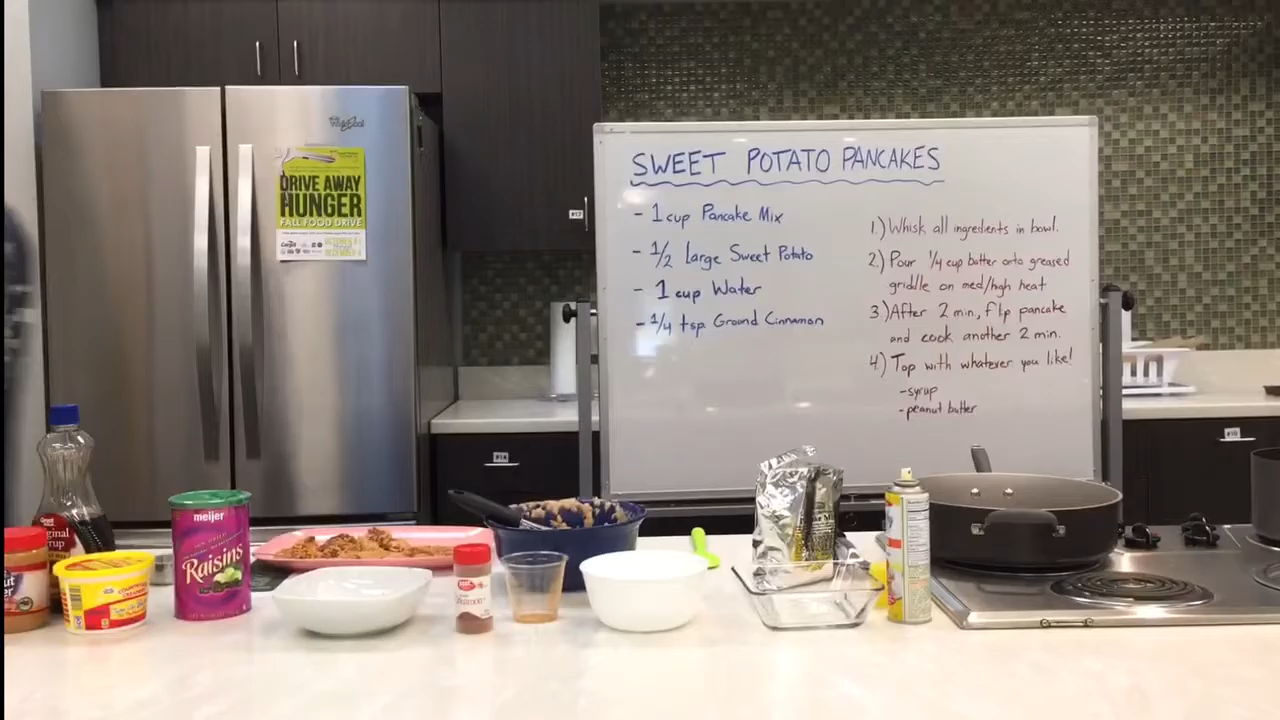 Whirlpool
DRIVE AWAY
HUNGER
FALL FOOD DRIVE
Cargill
#17
SWEET POTATO PANCAKES
- 1 cup Pancake Mix
- 1/2 Large Sweet Potato
- 1 cup Water
- 1/4 tsp. Ground Cinnamon
1.) Whisk all ingredients in bowl.
2.) Pour 1/4 cup batter onto greased
griddle on med/high heat
3.) After 2 min, flip pancake
and cook another 2 min.
4.) Top with whatever you like!
-syrup
-peanut butter
meijer
Raisins